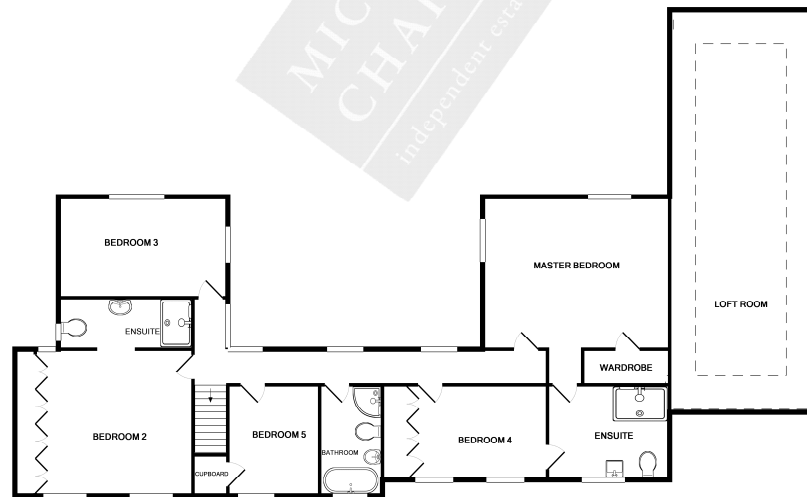 MIC
CHA
independent esta
BEDROOM 3
MASTER BEDROOM
LOFT ROOM
ENSUITE
WARDROBE
BEDROOM 2
BEDROOM 5
BEDROOM 4
ENSUITE
BATHROOM
CUPBOARD